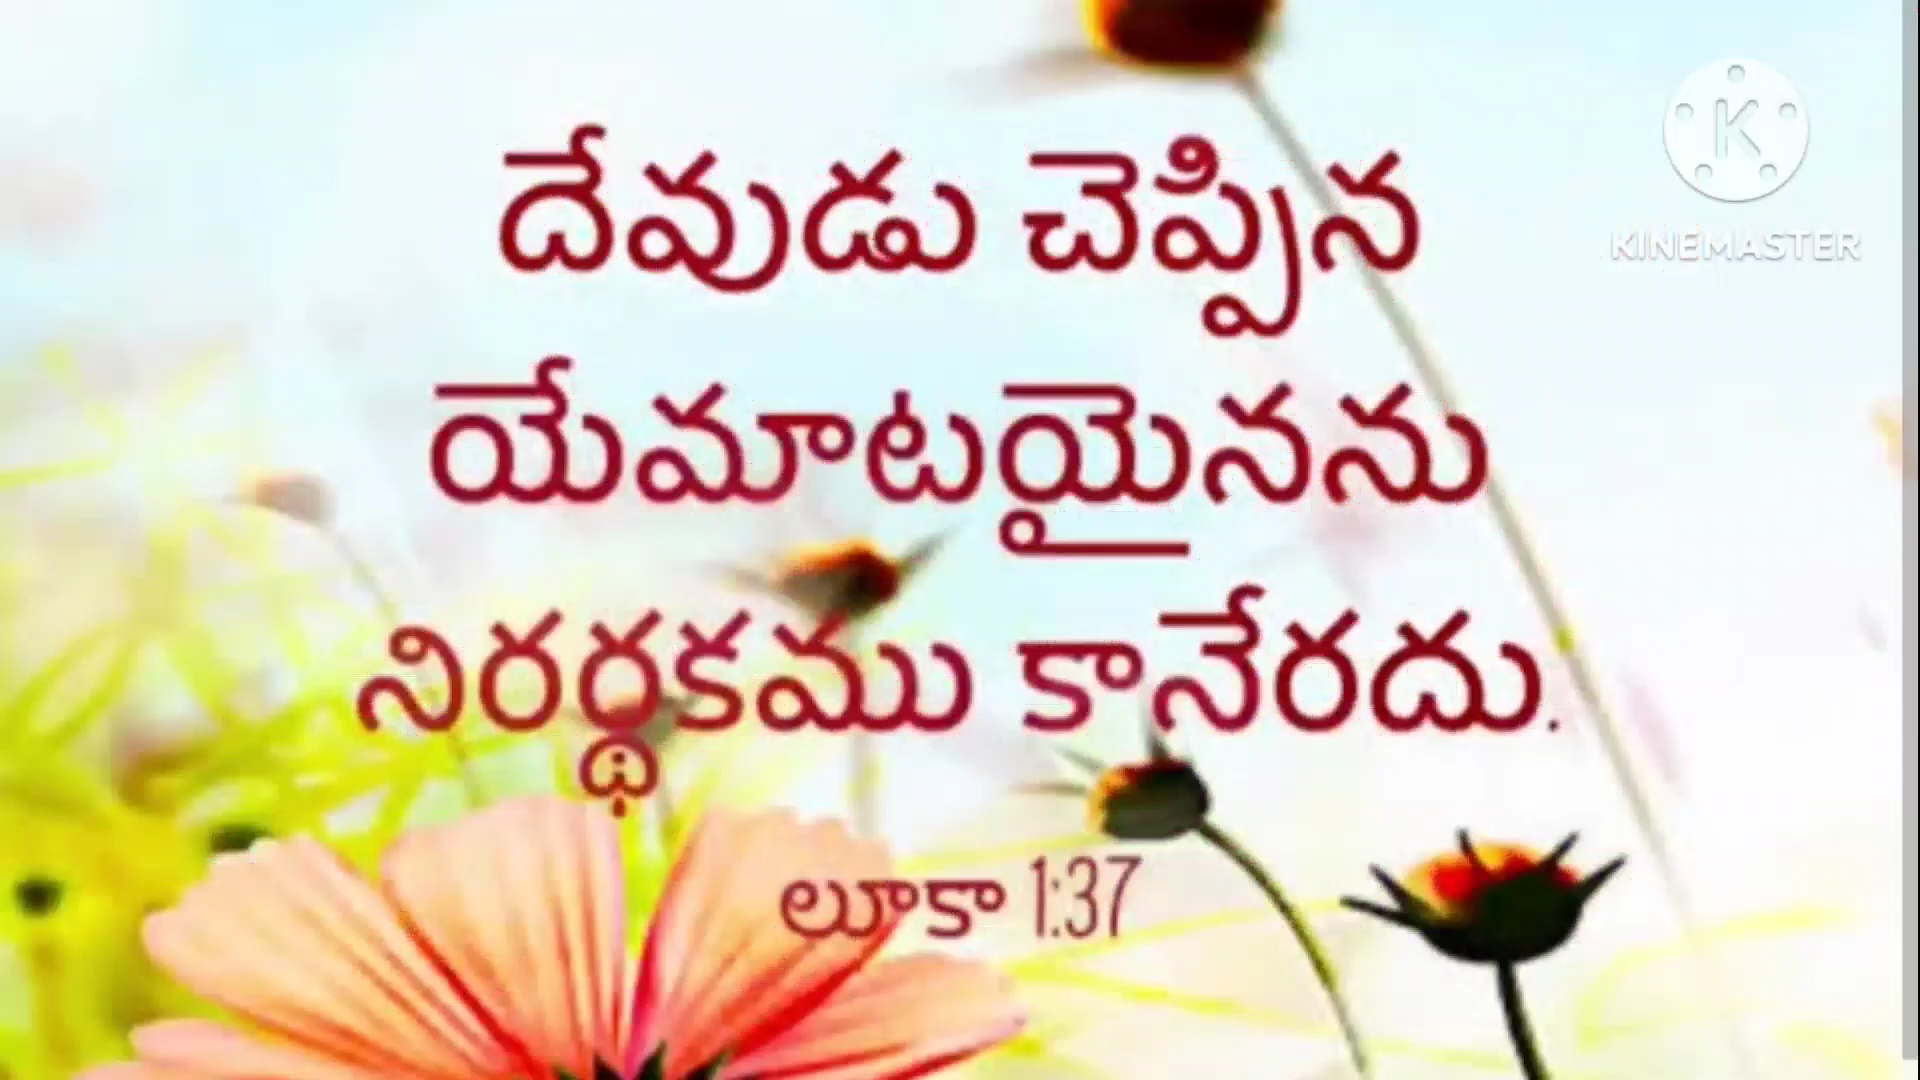 దేవుడు చెప్పిన
యేమాటయైనను
నిరర్థకము కానేరదు.
లూకా 1:37
K
KINEMASTER